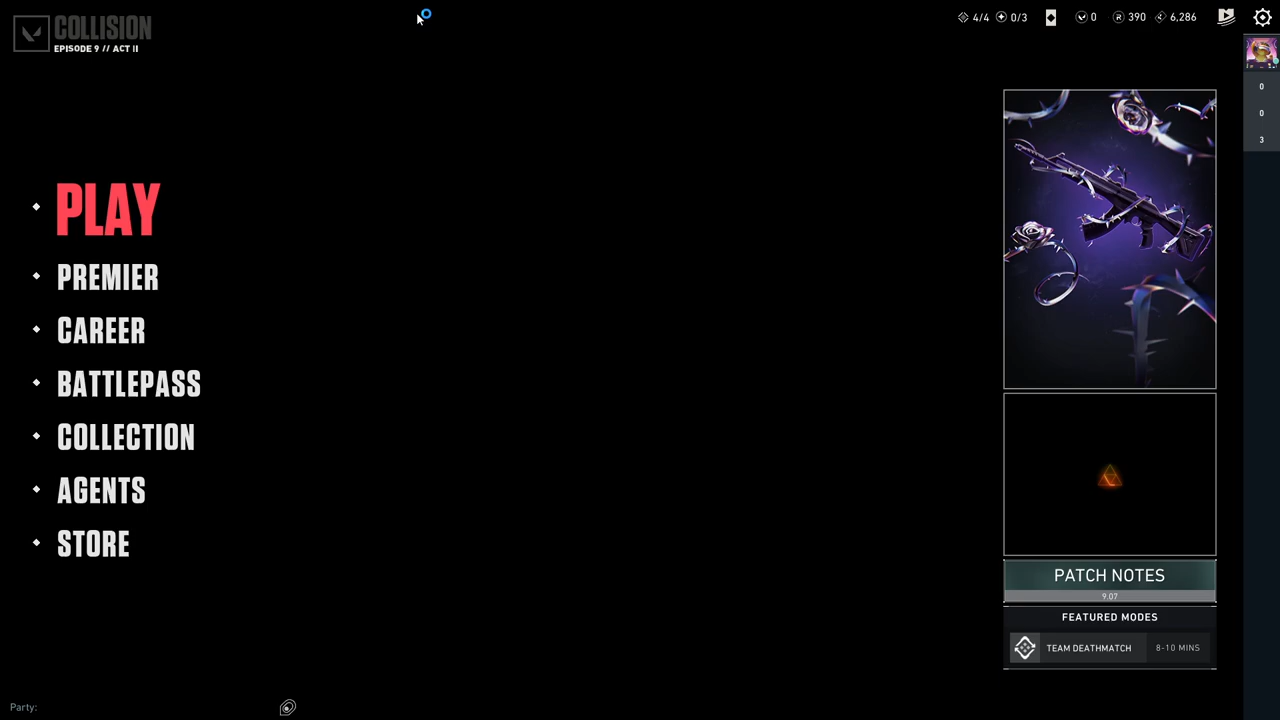 COLLISION
EPISODE 9 // ACT II
4/4 0/3 0 390 6,286
0
0
3
PLAY
PREMIER
CAREER
BATTLEPASS
COLLECTION
AGENTS
STORE
PATCH NOTES
9.07
FEATURED MODES
TEAM DEATHMATCH 8-10 MINS
Party: